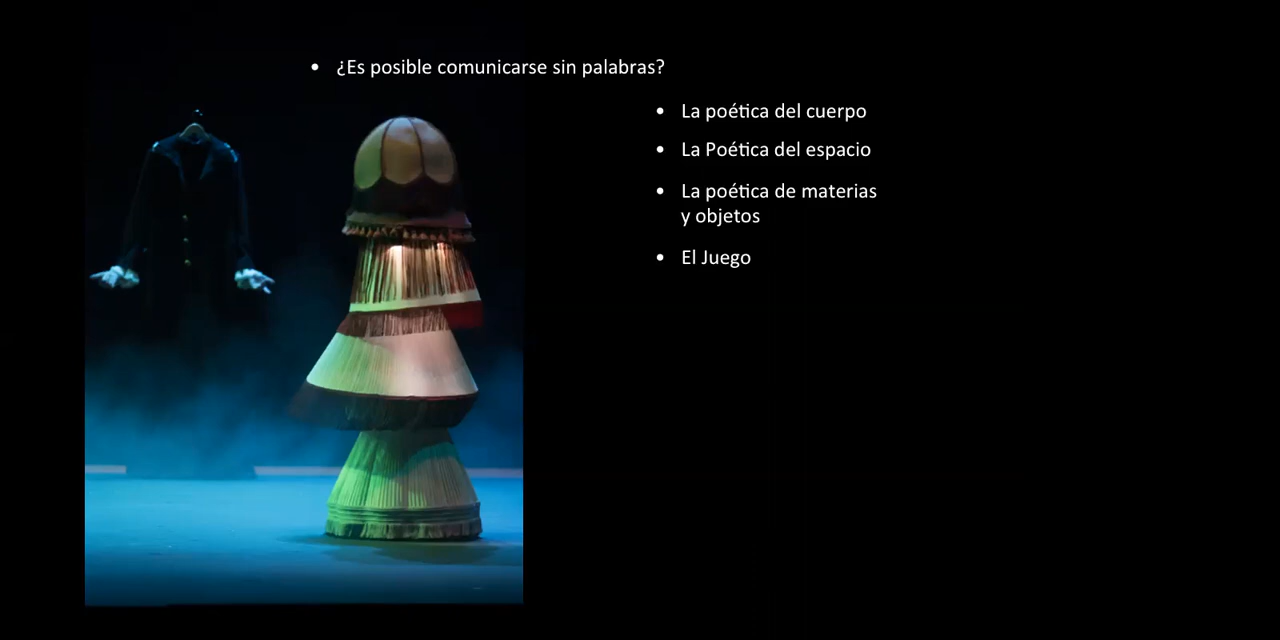 • ¿Es posible comunicarse sin palabras?
• La poética del cuerpo
• La Poética del espacio
• La poética de materias
y objetos
• El Juego